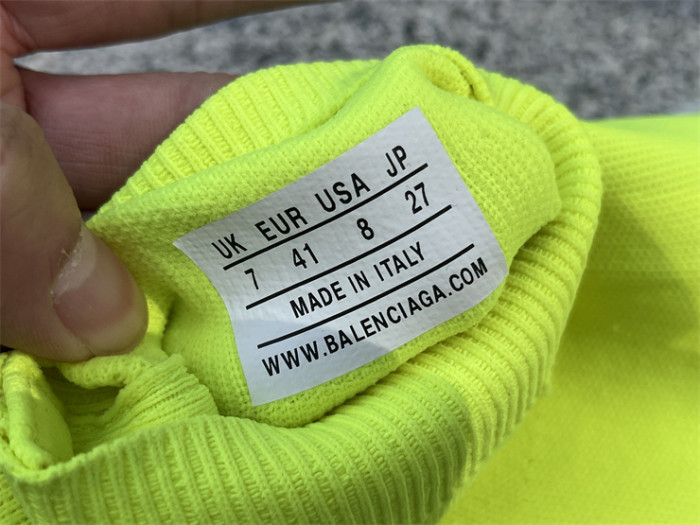 UK EUR USA JP
7 41 8 27
MADE IN ITALY
WWW.BALENCIAGA.COM